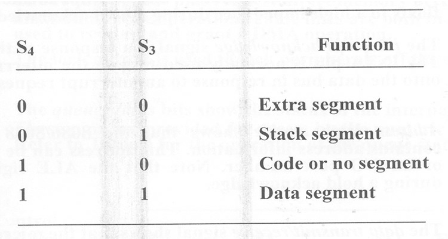 S4 S3 Function
0 0 Extra segment
0 1 Stack segment
1 0 Code or no segment
1 1 Data segment